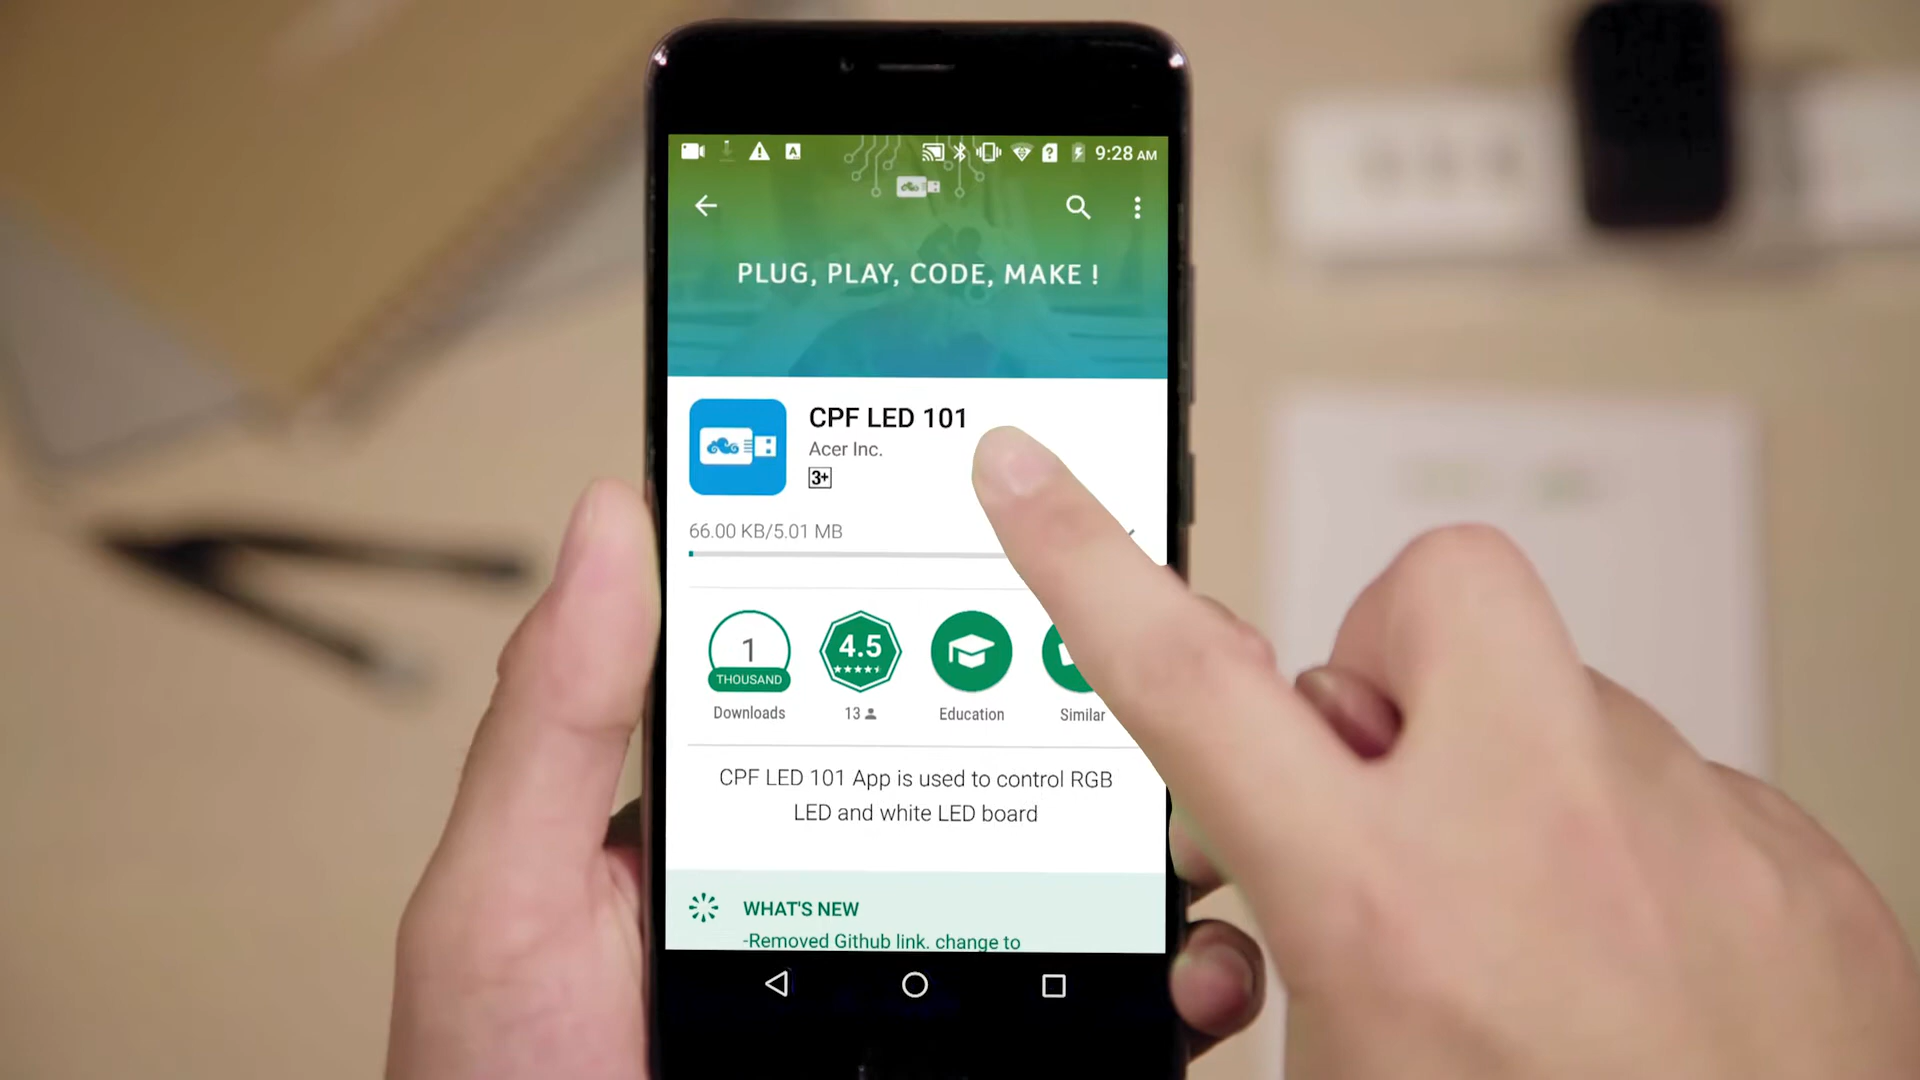 9:28 AM
PLUG, PLAY, CODE, MAKE !
CPF LED 101
Acer Inc.
3+
66.00 KB/5.01 MB
1
THOUSAND
4.5
Downloads
13
Education
Similar
CPF LED 101 App is used to control RGB
LED and white LED board
WHAT'S NEW
-Removed Github link. change to